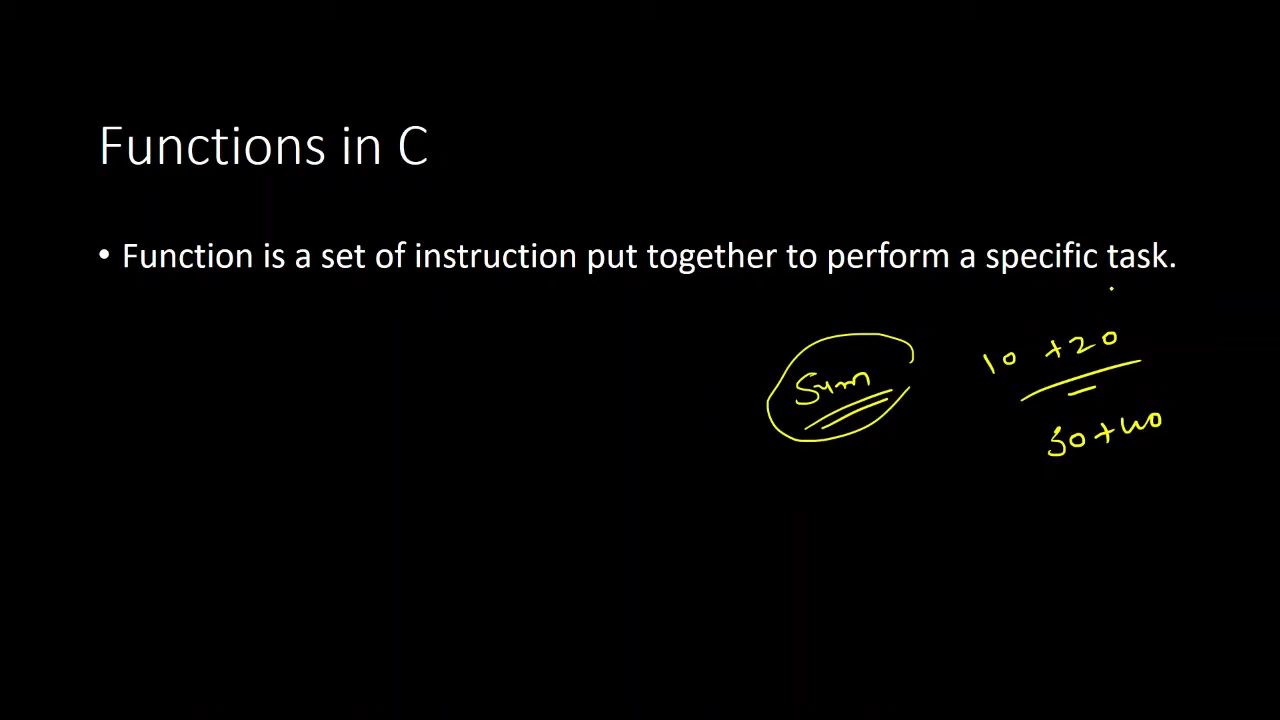 Functions in C
• Function is a set of instruction put together to perform a specific task.
Sum
10 +20
30+40